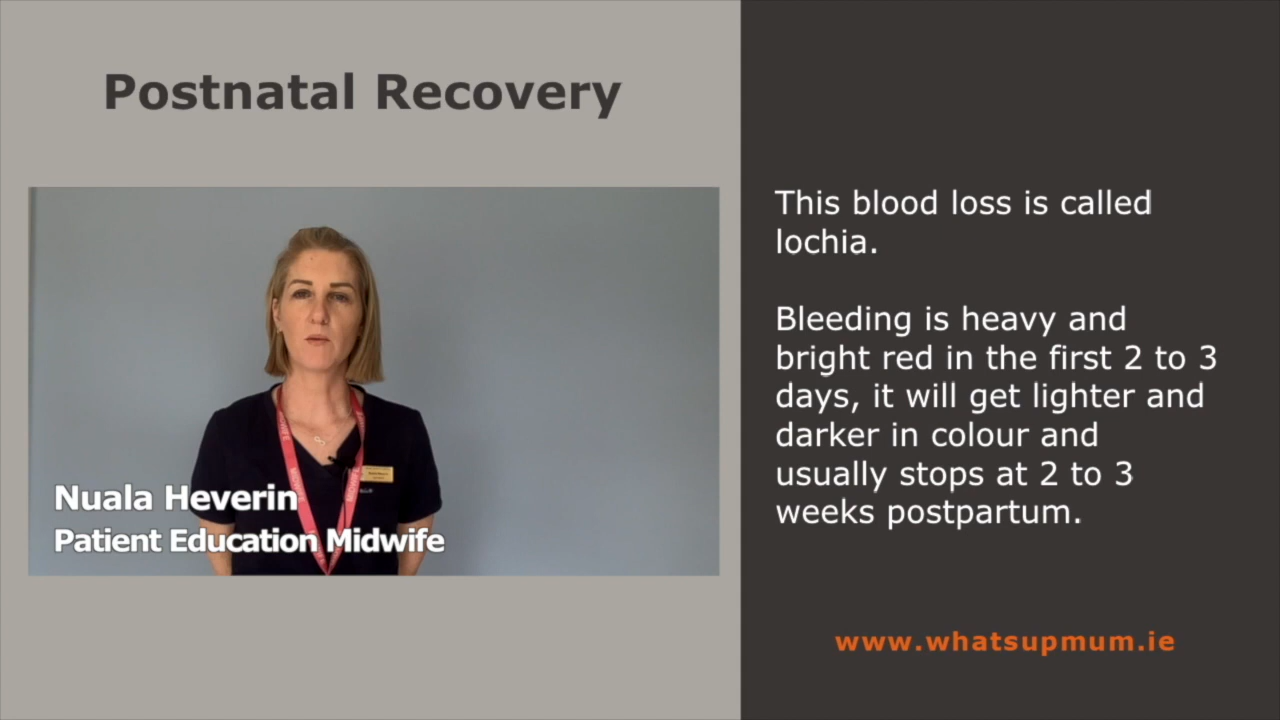 Postnatal Recovery
Nuala Heverin
Patient Education Midwife
This blood loss is called
lochia.
Bleeding is heavy and
bright red in the first 2 to 3
days, it will get lighter and
darker in colour and
usually stops at 2 to 3
weeks postpartum.
www.whatsupmum.ie